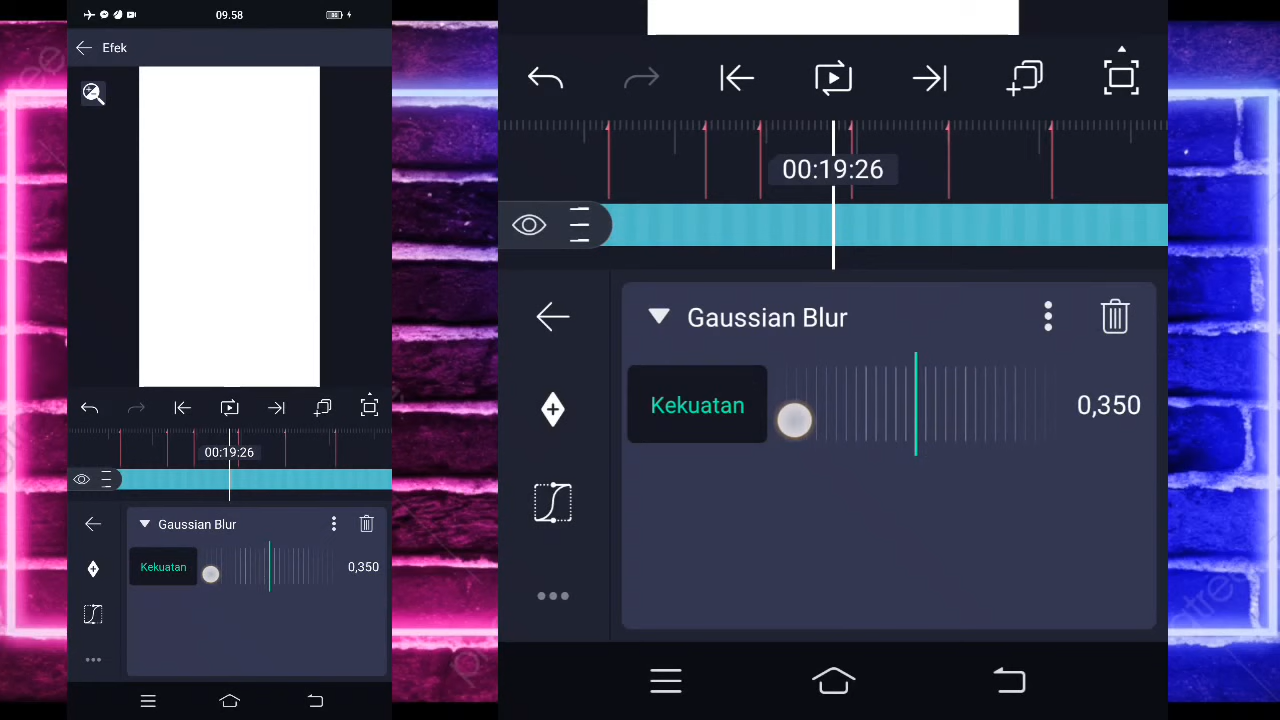 09.58
Efek
00:19:26
Gaussian Blur
Kekuatan
0,350
00:19:26
Gaussian Blur
Kekuatan
0,350